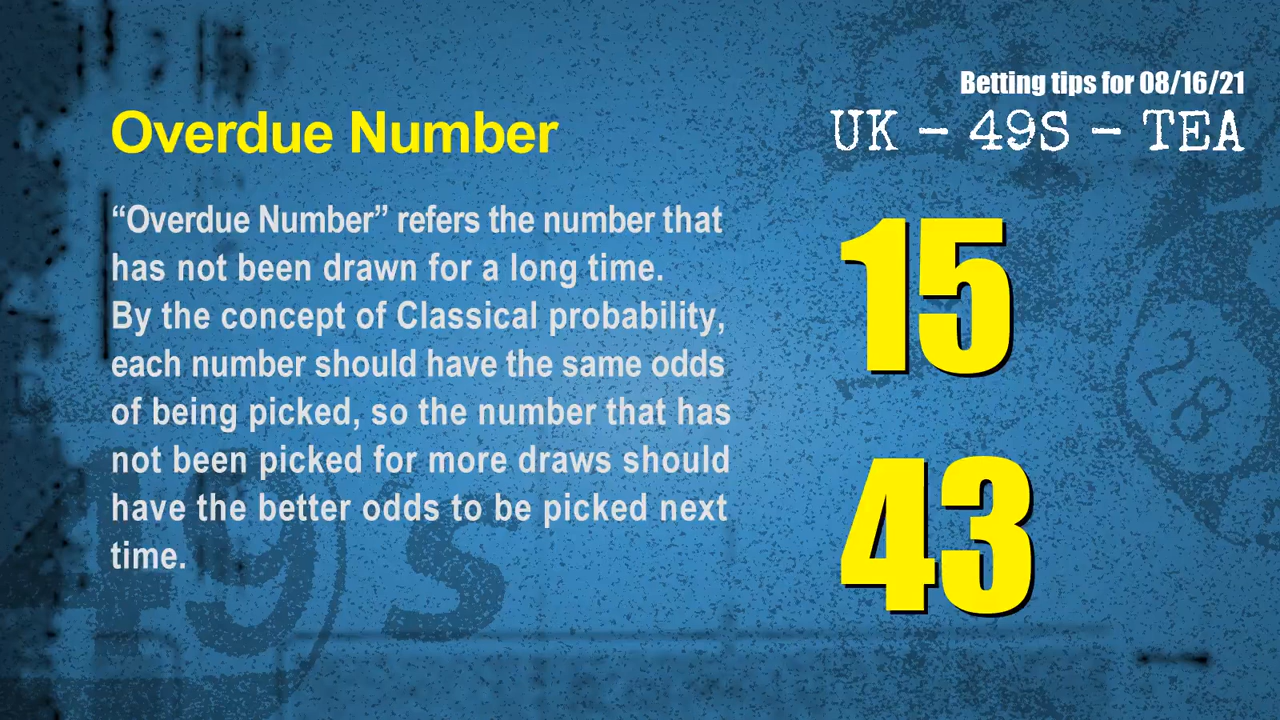 Betting tips for 08/16/21
UK - 49S - TEA
Overdue Number
“Overdue Number” refers the number that
has not been drawn for a long time.
By the concept of Classical probability,
each number should have the same odds
of being picked, so the number that has
not been picked for more draws should
have the better odds to be picked next
time.
15
43
28
49's